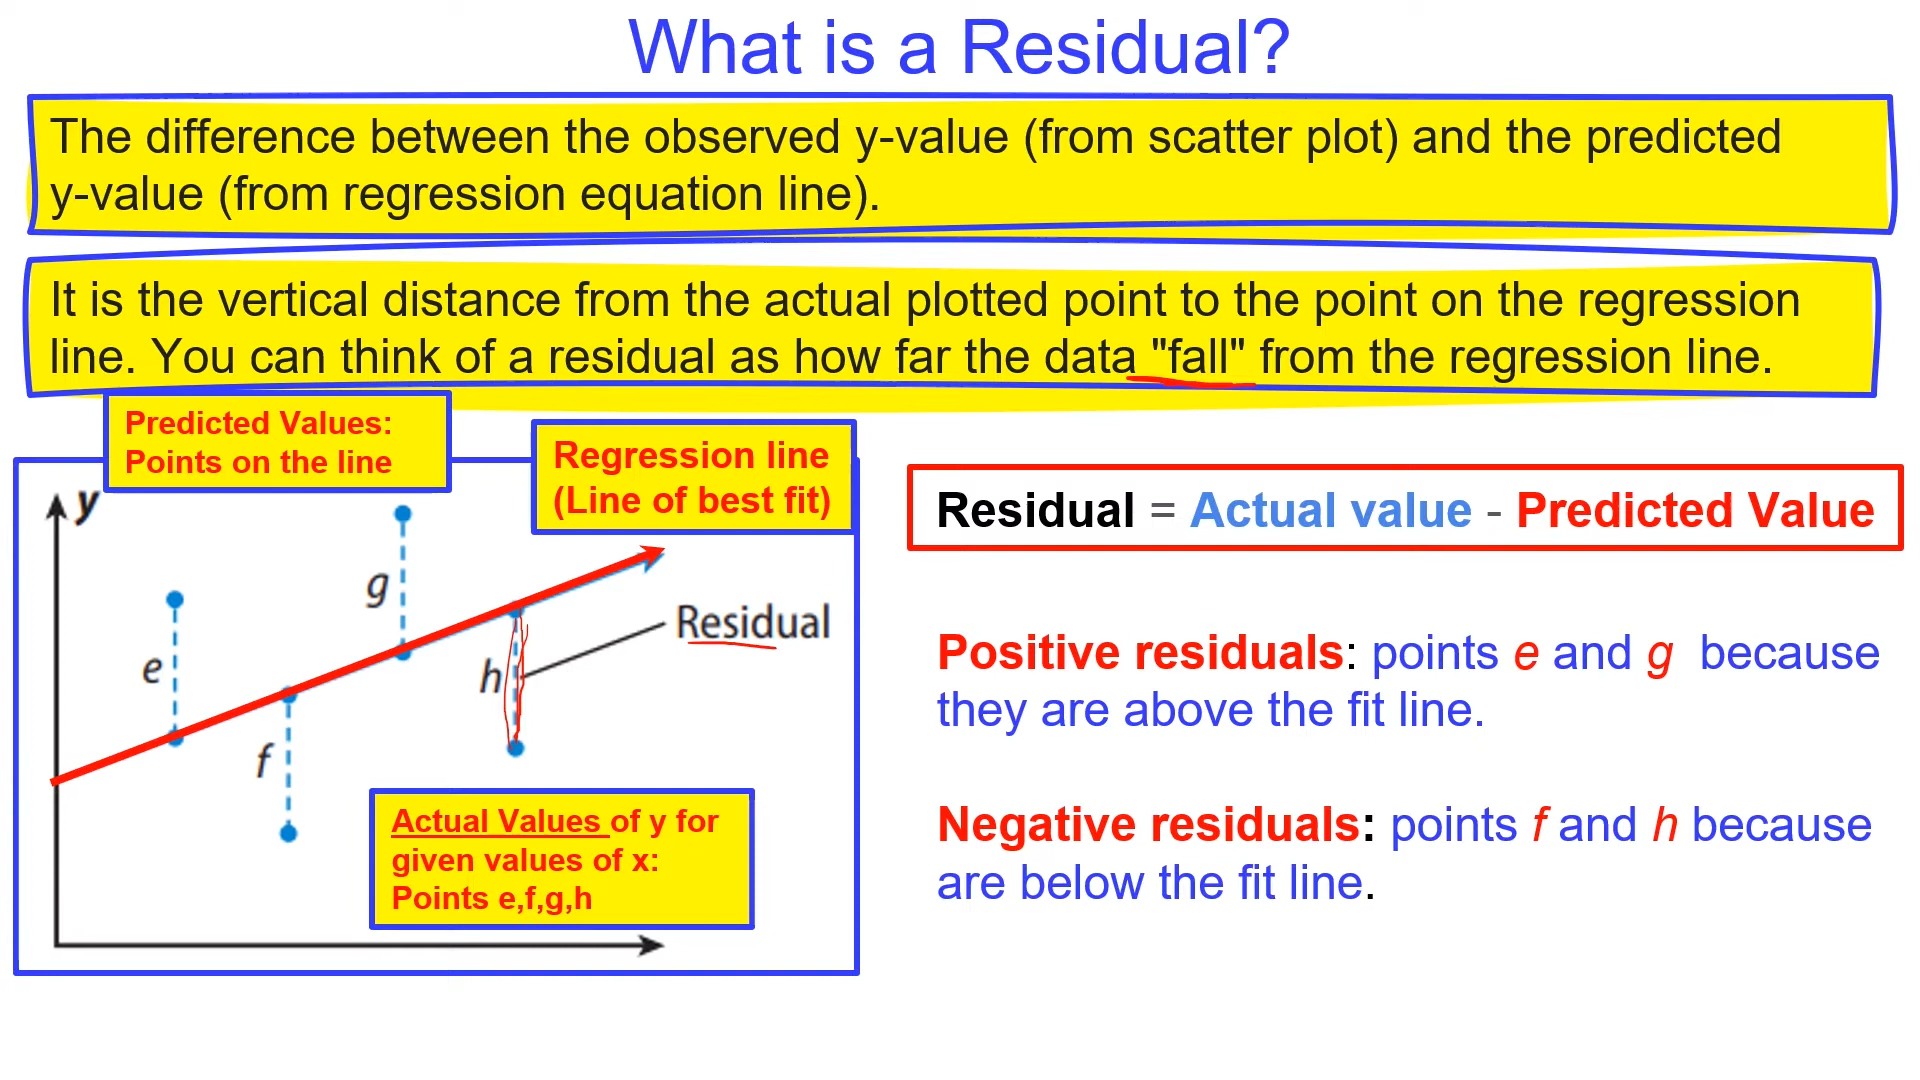 What is a Residual?
The difference between the observed y-value (from scatter plot) and the predicted
y-value (from regression equation line).
It is the vertical distance from the actual plotted point to the point on the regression
line. You can think of a residual as how far the data "fall" from the regression line.
Predicted Values:
Points on the line
Regression line
(Line of best fit)
y
g
e
f
h
Residual
Actual Values of y for
given values of x:
Points e,f,g,h
Residual = Actual value - Predicted Value
Positive residuals: points e and g because
they are above the fit line.
Negative residuals: points f and h because
are below the fit line.